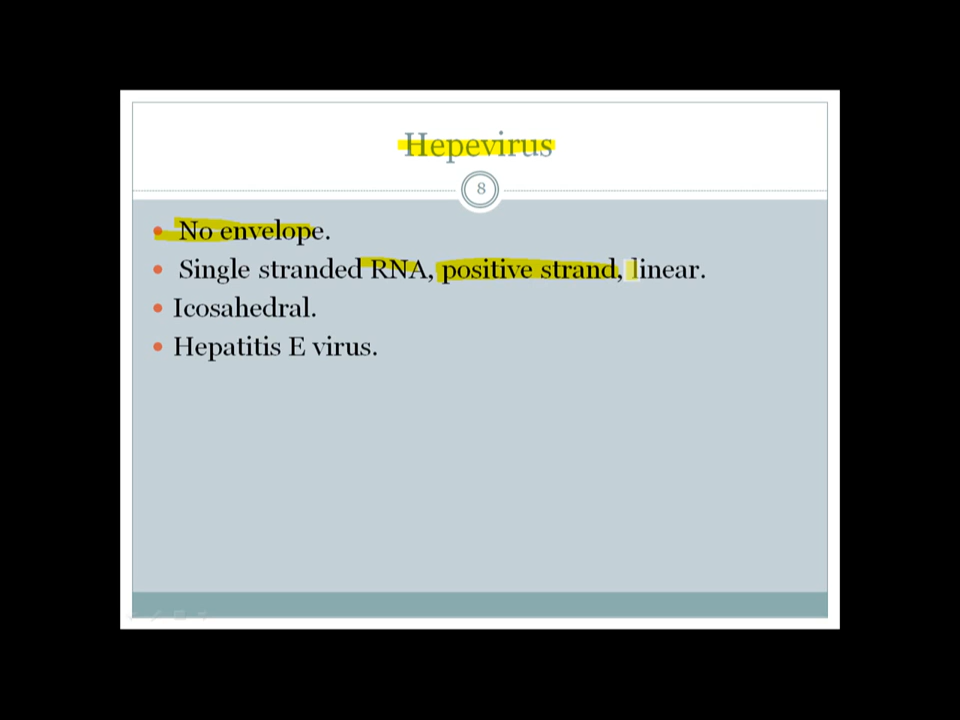 Hepevirus
8
• No envelope.
• Single stranded RNA, positive strand, linear.
• Icosahedral.
• Hepatitis E virus.